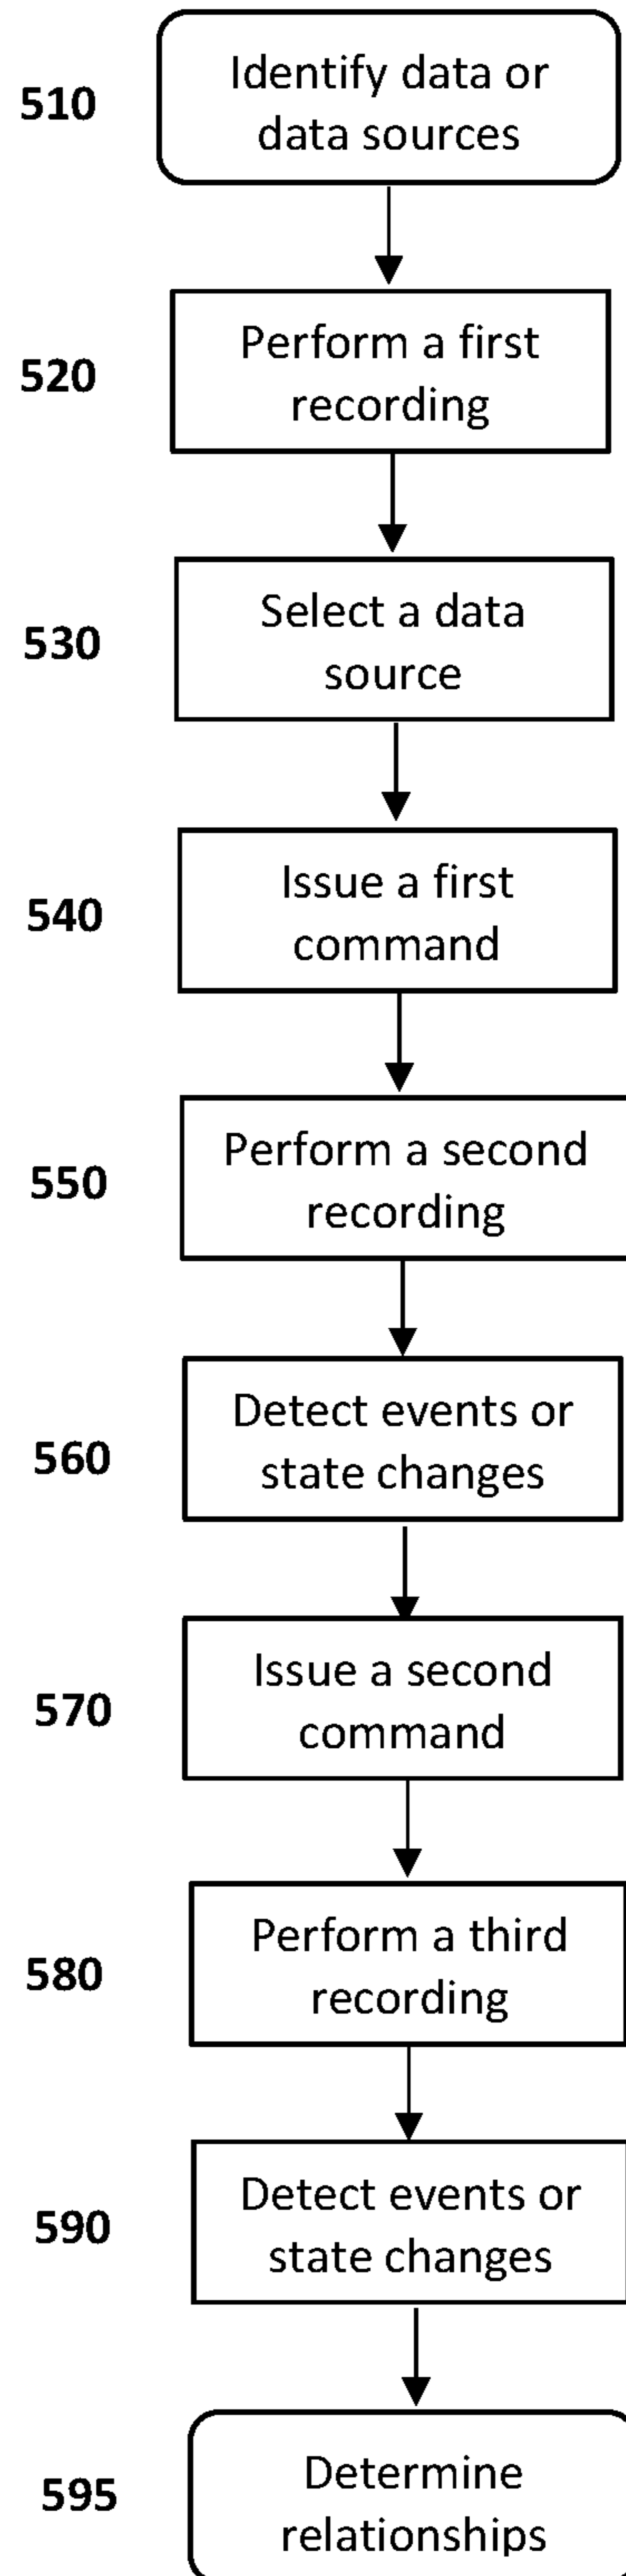 510
Identify data or
data sources
520
Perform a first
recording
530
Select a data
source
540
Issue a first
command
550
Perform a second
recording
560
Detect events or
state changes
570
Issue a second
command
580
Perform a third
recording
590
Detect events or
state changes
595
Determine
relationships